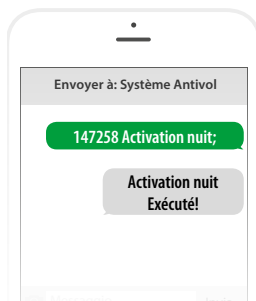 Envoyer à: Système Antivol
147258 Activation nuit;
Activation nuit
Exécuté!